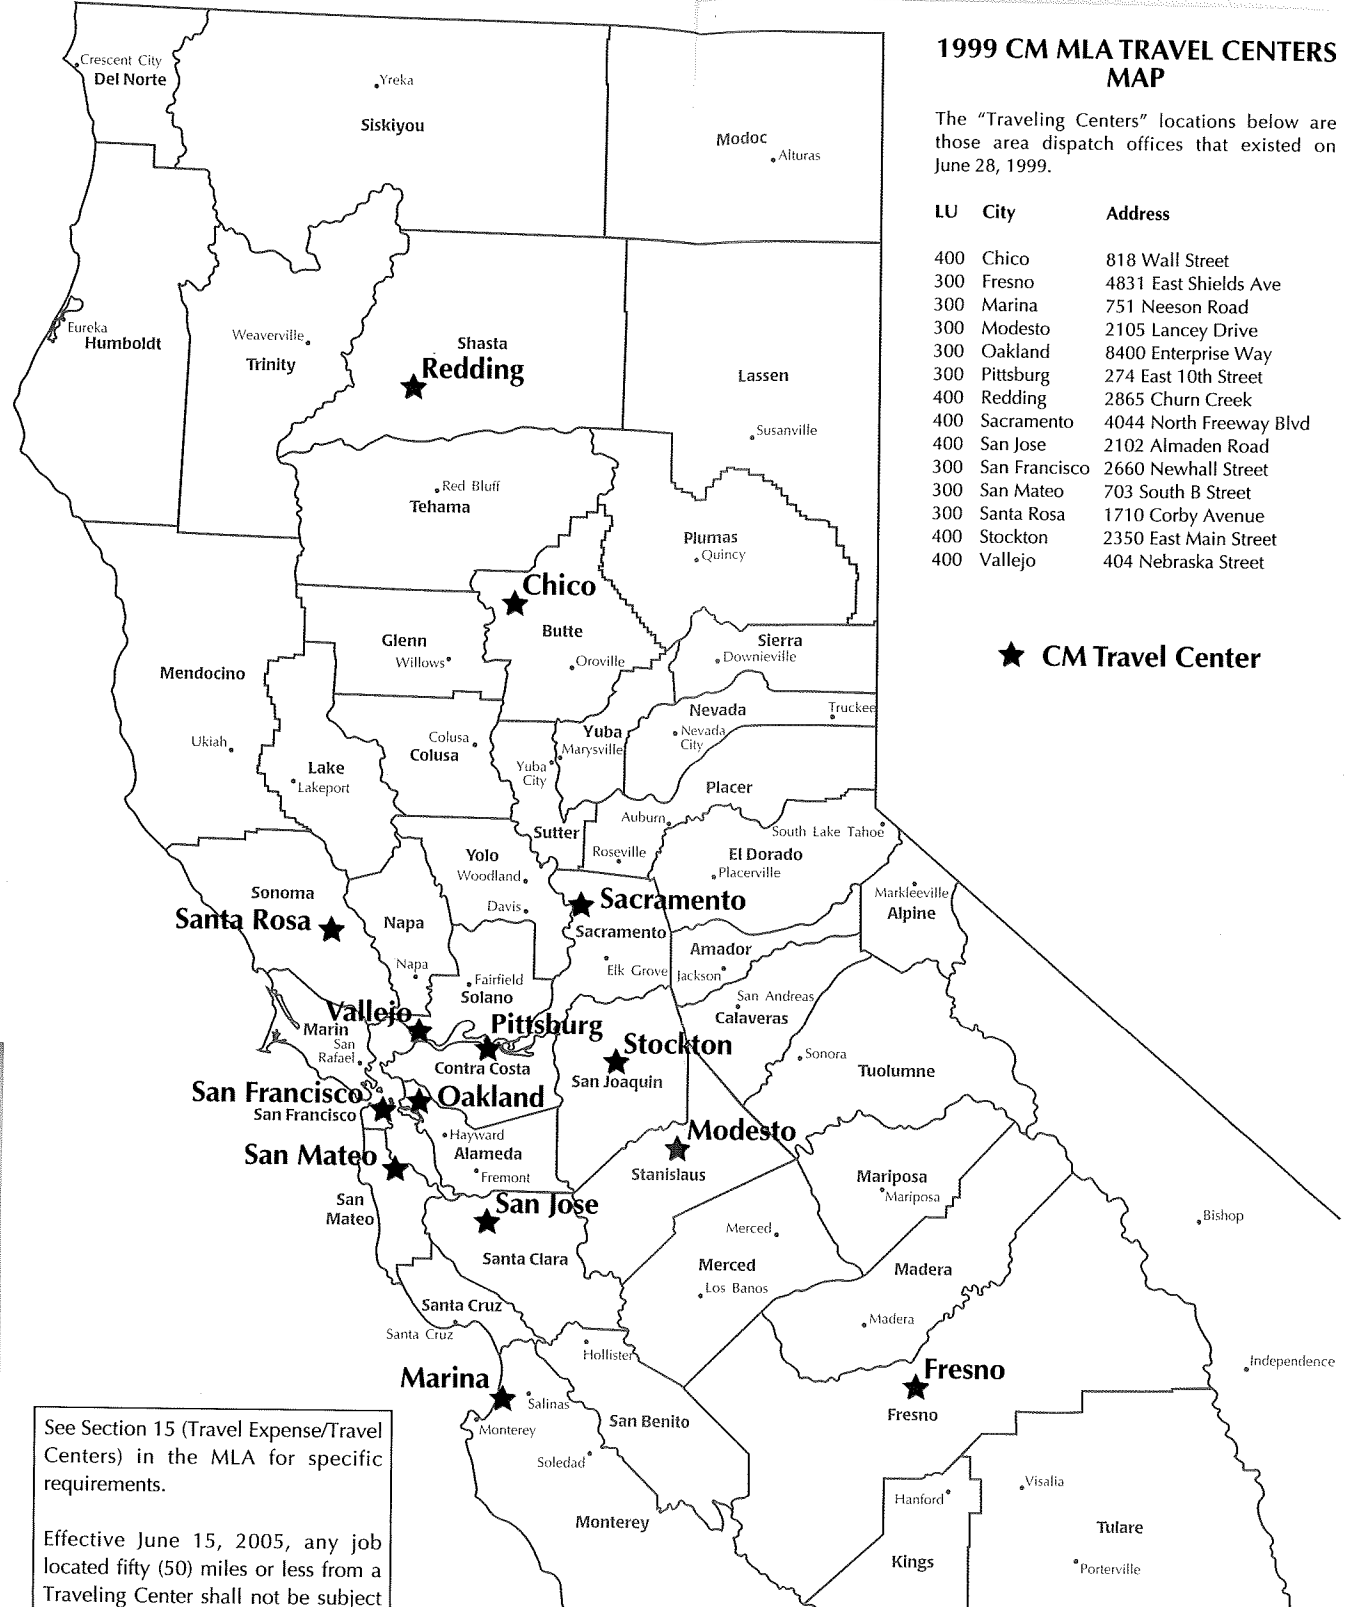 1999 CM MLA TRAVEL CENTERS
MAP
The "Traveling Centers" locations below are
those area dispatch offices that existed on
June 28, 1999.
LU City Address
400 Chico 818 Wall Street
300 Fresno 4831 East Shields Ave
300 Marina 751 Neeson Road
300 Modesto 2105 Lancey Drive
300 Oakland 8400 Enterprise Way
300 Pittsburg 274 East 10th Street
400 Redding 2865 Churn Creek
400 Sacramento 4044 North Freeway Blvd
400 San Jose 2102 Almaden Road
300 San Francisco 2660 Newhall Street
300 San Mateo 703 South B Street
300 Santa Rosa 1710 Corby Avenue
400 Stockton 2350 East Main Street
400 Vallejo 404 Nebraska Street
CM Travel Center
Crescent City
Del Norte
Yreka
Siskiyou
Modoc
Alturas
Eureka
Humboldt
Weaverville
Trinity
Shasta
Redding
Lassen
Susanville
Red Bluff
Tehama
Plumas
Quincy
Chico
Butte
Oroville
Glenn
Willows
Sierra
Downieville
Mendocino
Ukiah
Nevada
Nevada
City
Truckee
Yuba
Marysville
Yuba
City
Colusa
Colusa
Lake
Lakeport
Placer
Auburn
Sutter
Roseville
South Lake Tahoe
El Dorado
Placerville
Yolo
Woodland
Davis
Sonoma
Santa Rosa
Napa
Napa
Sacramento
Sacramento
Elk Grove
Markleeville
Alpine
Amador
Jackson
San Andreas
Calaveras
Fairfield
Solano
Vallejo
Marin
San
Rafael
Pittsburg
Contra Costa
Stockton
San Joaquin
Sonora
Tuolumne
San Francisco
San Francisco
Oakland
Hayward
Alameda
Fremont
Modesto
Stanislaus
San Mateo
San
Mateo
Mariposa
Mariposa
San Jose
Santa Clara
Merced
Merced
Los Banos
Bishop
Madera
Madera
Santa Cruz
Santa Cruz
Hollister
Independence
Marina
Salinas
Monterey
San Benito
Soledad
Monterey
Fresno
Fresno
Hanford
Kings
Visalia
Tulare
Porterville
See Section 15 (Travel Expense/Travel
Centers) in the MLA for specific
requirements.
Effective June 15, 2005, any job
located fifty (50) miles or less from a
Traveling Center shall not be subject